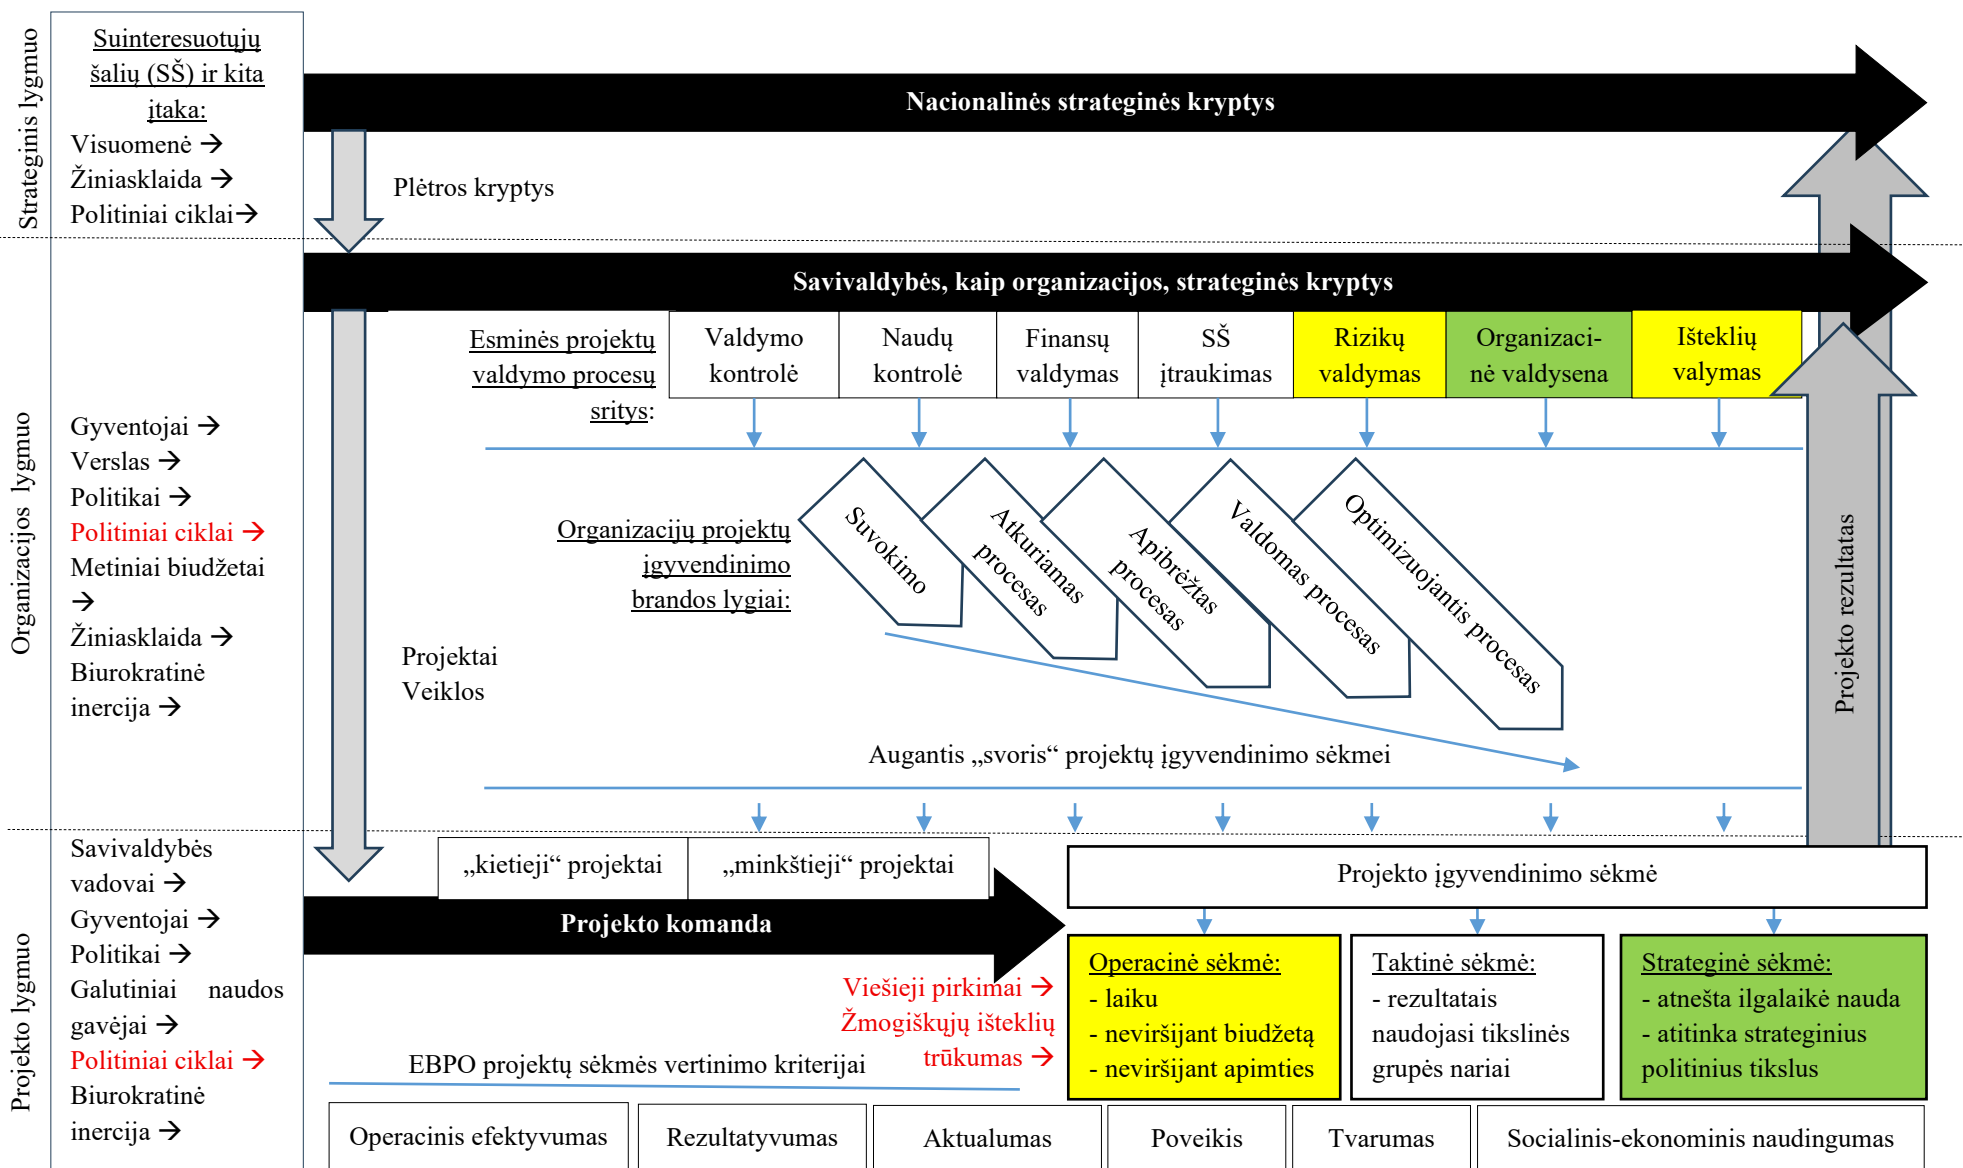 Strateginis lygmuo
Suinteresuotųjų
šalių (SŠ) ir kita
įtaka:
Visuomenė →
Žiniasklaida →
Politiniai ciklai→
Nacionalinės strateginės kryptys
Plėtros kryptys
Organizacijos lygmuo
Gyventojai →
Verslas →
Politikai →
Politiniai ciklai →
Metiniai biudžetai
→
Žiniasklaida →
Biurokratinė
inercija →
Savivaldybės, kaip organizacijos, strateginės kryptys
Esminės projektų
valdymo procesų
sritys:
Valdymo
kontrolė
Naudų
kontrolė
Finansų
valdymas
SŠ
įtraukimas
Rizikų
valdymas
Organizaci-
nė valdysena
Išteklių
valymas
Organizacijų projektų
įgyvendinimo
brandos lygiai:
Suvokimo
Atkuriamas
procesas
Apibrėžtas
procesas
Valdomas procesas
Optimizuojantis procesas
Projektai
Veiklos
Augantis „svoris“ projektų įgyvendinimo sėkmei
Projekto rezultatas
Projekto lygmuo
Savivaldybės
vadovai →
Gyventojai →
Politikai →
Galutiniai naudos
gavėjai →
Politiniai ciklai →
Biurokratinė
inercija →
„kietieji“ projektai
„minkštieji“ projektai
Projekto komanda
Projekto įgyvendinimo sėkmė
Viešieji pirkimai →
Žmogiškųjų išteklių
trūkumas →
Operacinė sėkmė:
- laiku
- neviršijant biudžetą
- neviršijant apimties
Taktinė sėkmė:
- rezultatais
naudojasi tikslinės
grupės nariai
Strateginė sėkmė:
- atnešta ilgalaikė nauda
- atitinka strateginius
politinius tikslus
EBPO projektų sėkmės vertinimo kriterijai
Operacinis efektyvumas
Rezultatyvumas
Aktualumas
Poveikis
Tvarumas
Socialinis-ekonominis naudingumas